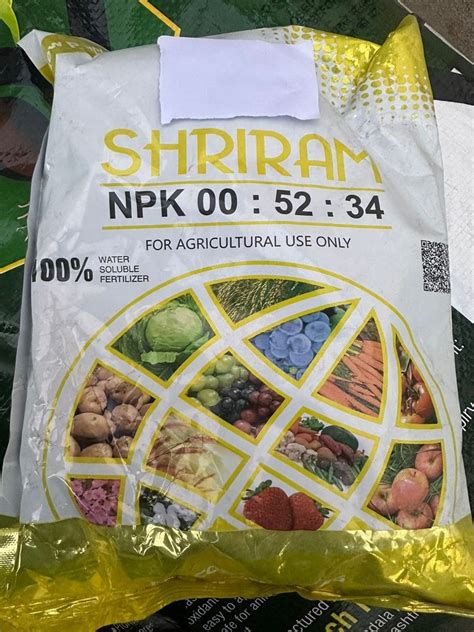 SHRIRAM
NPK 00 : 52 : 34
FOR AGRICULTURAL USE ONLY
100% WATER
SOLUBLE
FERTILIZER